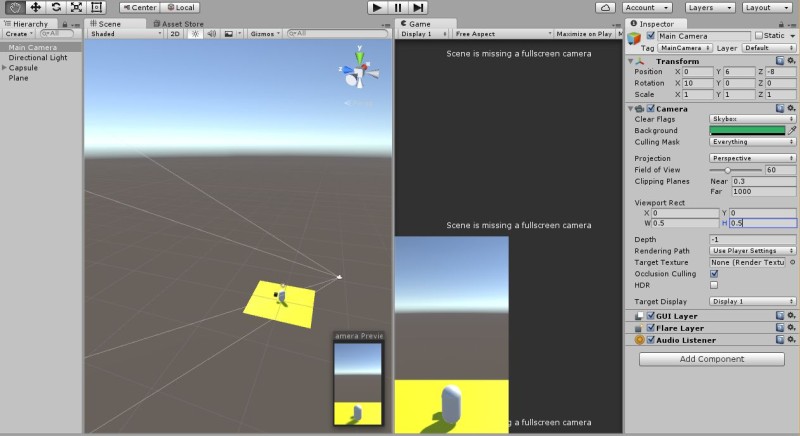 Center
Local
Account
Layers
Layout
Hierarchy
Create
All
Scene
Asset Store
Shaded
2D
Gizmos
All
Game
Display 1
Free Aspect
Maximize on Play
Inspector
Main Camera
Directional Light
Capsule
Plane
y
Scene is missing a fullscreen camera
Scene is missing a fullscreen camera
g a fullscreen camera
amera Previe
Main Camera
Static
Tag MainCamera Layer Default
Transform
Position X 0 Y 6 Z -8
Rotation X 10 Y 0 Z 0
Scale X 1 Y 1 Z 1
Camera
Clear Flags Skybox
Background
Culling Mask Everything
Projection Perspective
Field of View 60
Clipping Planes Near 0.3
Far 1000
Viewport Rect
X 0 Y 0
W 0.5 H 0.5
Depth -1
Rendering Path Use Player Settings
Target Texture None (Render Textu
Occlusion Culling
HDR
Target Display Display 1
GUI Layer
Flare Layer
Audio Listener
Add Component